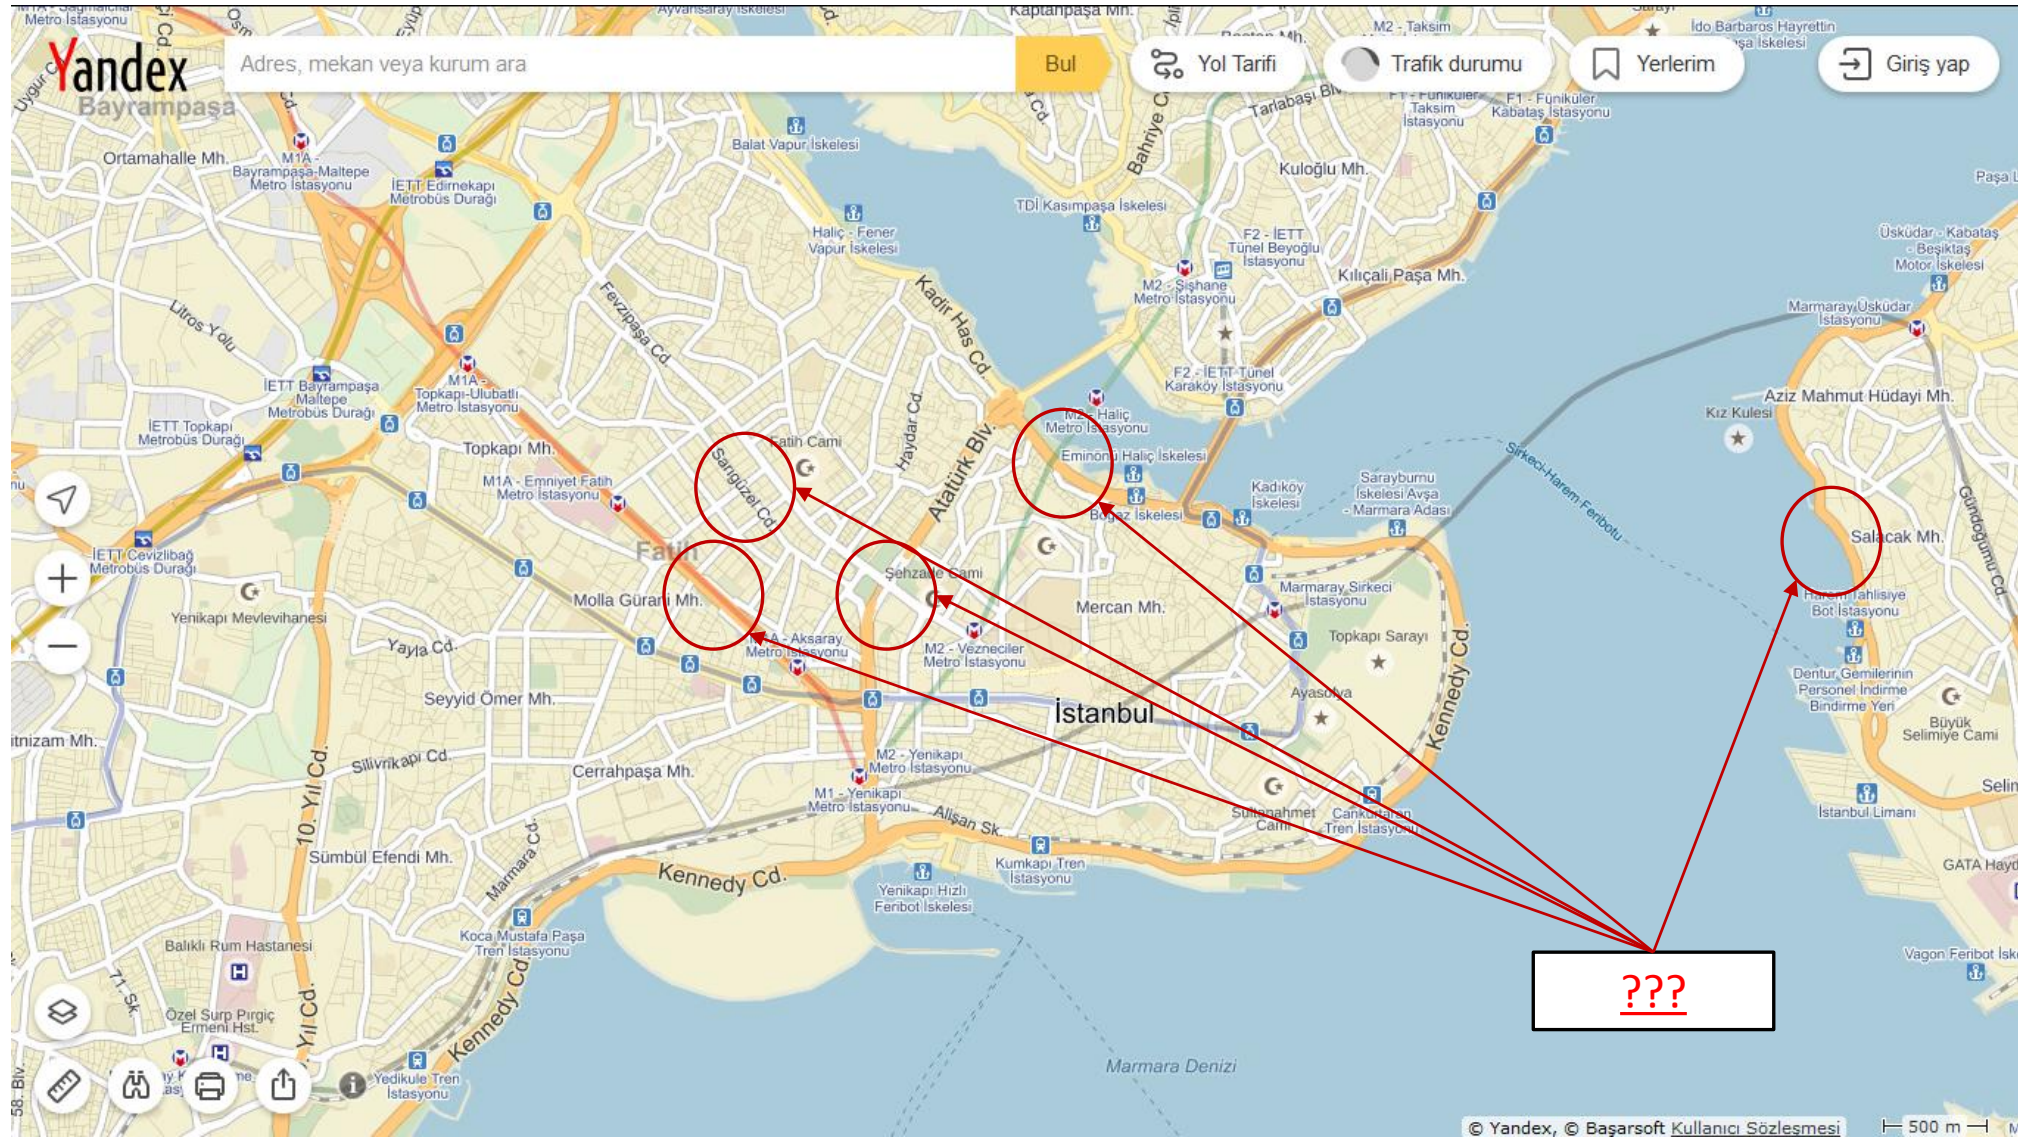 Metro İstasyonu
Ayvansaray İskelesi
Kaptanpaşa Mh.
M2 - Taksim
İdo Barbaros Hayrettin
Yandex
Adres, mekan veya kurum ara
Bul
Yol Tarifi
Trafik durumu
Yerlerim
Giriş yap
Bayrampaşa
Tarlabaşı
Taksim
İstasyonu
F1 - Füniküler
Kabataş İstasyonu
Bahriye
Balat Vapur İskelesi
Ortamahalle Mh.
M1A -
Bayrampaşa-Maltepe
Metro İstasyonu
İETT Edirnekapı
Metrobüs Durağı
Kuloğlu Mh.
TDİ Kasımpaşa İskelesi
Haliç - Fener
Vapur İskelesi
F2 - İETT
Tünel Beyoğlu
İstasyonu
Üsküdar - Kabataş
- Beşiktaş
Motor İskelesi
Kılıçali Paşa Mh.
M2 - Şişhane
Metro İstasyonu
Kadir Has Cd.
Fevzipaşa Cd.
Litros Yolu
Marmaray Üsküdar
İstasyonu
F2 - İETT Tünel
Karaköy İstasyonu
M1A -
Topkapı-Ulubatlı
Metro İstasyonu
İETT Bayrampaşa
Maltepe
Metrobüs Durağı
Aziz Mahmut Hüdayi Mh.
Kız Kulesi
M2 - Haliç
Metro İstasyonu
İETT Topkapı
Metrobüs Durağı
Topkapı Mh.
Fatih Cami
Haydar Cd.
Atatürk Blv.
Sarıgüzel Cd.
Eminönü Haliç İskelesi
Sirkeci-Harem Feribotu
M1A - Emniyet Fatih
Metro İstasyonu
Kadıköy
İskelesi
Sarayburnu
İskelesi Avşa
- Marmara Adası
Boğaz İskelesi
Gündoğumu Cd.
Salacak Mh.
İETT Cevizlibağ
Metrobüs Durağı
Fatih
Şehzade Cami
Molla Gürani Mh.
Mercan Mh.
Marmaray Sirkeci
İstasyonu
Harem Tahlisiye
Bot İstasyonu
Yenikapı Mevlevihanesi
Yayla Cd.
M1A - Aksaray
Metro İstasyonu
M2 - Vezneciler
Metro İstasyonu
Topkapı Sarayı
Kennedy Cd.
Dentur Gemilerinin
Personel İndirme
Bindirme Yeri
Seyyid Ömer Mh.
İstanbul
Ayasofya
Büyük
Selimiye Cami
10. Yıl Cd.
Silivrikapı Cd.
Cerrahpaşa Mh.
M2 - Yenikapı
Metro İstasyonu
M1 - Yenikapı
Metro İstasyonu
Alişan Sk.
Sultanahmet
Cami
Cankurtaran
Tren İstasyonu
İstanbul Limanı
Sümbül Efendi Mh.
Marmara Cd.
Kennedy Cd.
Kumkapı Tren
İstasyonu
Yenikapı Hızlı
Feribot İskelesi
Koca Mustafa Paşa
Tren İstasyonu
Balıklı Rum Hastanesi
71. Sk.
Kennedy Cd.
Vagon Feribot
???
Özel Surp Pırgiç
Ermeni Hst.
Yıl Cd.
Yedikule Tren
İstasyonu
58. Blv.
Marmara Denizi
© Yandex, © Başarsoft Kullanıcı Sözleşmesi
500 m